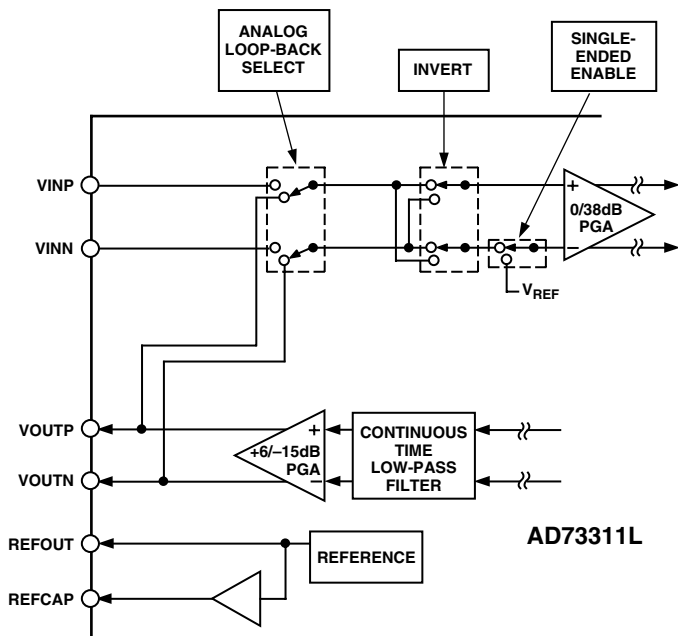 ANALOG
LOOP-BACK
SELECT
INVERT
SINGLE-
ENDED
ENABLE
VINP
+
0/38dB
PGA
VINN
–
VREF
VOUTP
+
+6/–15dB
PGA
CONTINUOUS
TIME
LOW-PASS
FILTER
VOUTN
–
REFOUT
REFERENCE
AD73311L
REFCAP